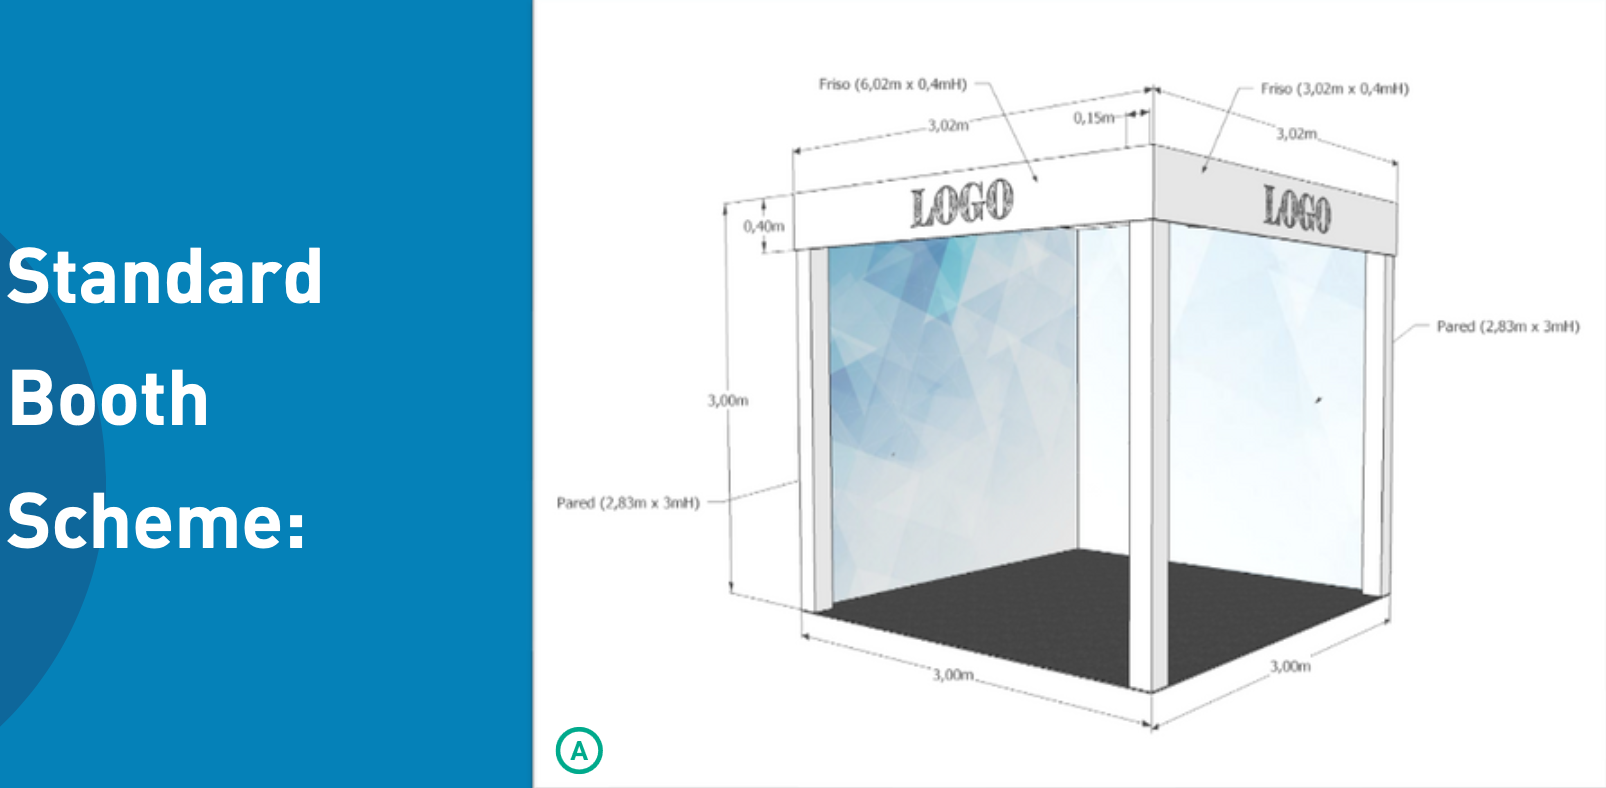 Standard
Booth
Scheme:
Friso (6,02m x 0,4mH)
Friso (3,02m x 0,4mH)
3,02m
0,15m
3,02m
LOGO
LOGO
0,40m
Pared (2,83m x 3mH)
3,00m
Pared (2,83m x 3mH)
3,00m
3,00m
A